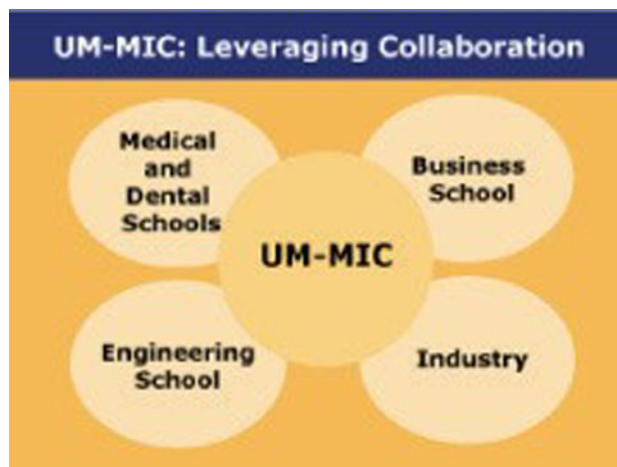 UM-MIC: Leveraging Collaboration
Medical
and
Dental
Schools
Business
School
UM-MIC
Engineering
School
Industry